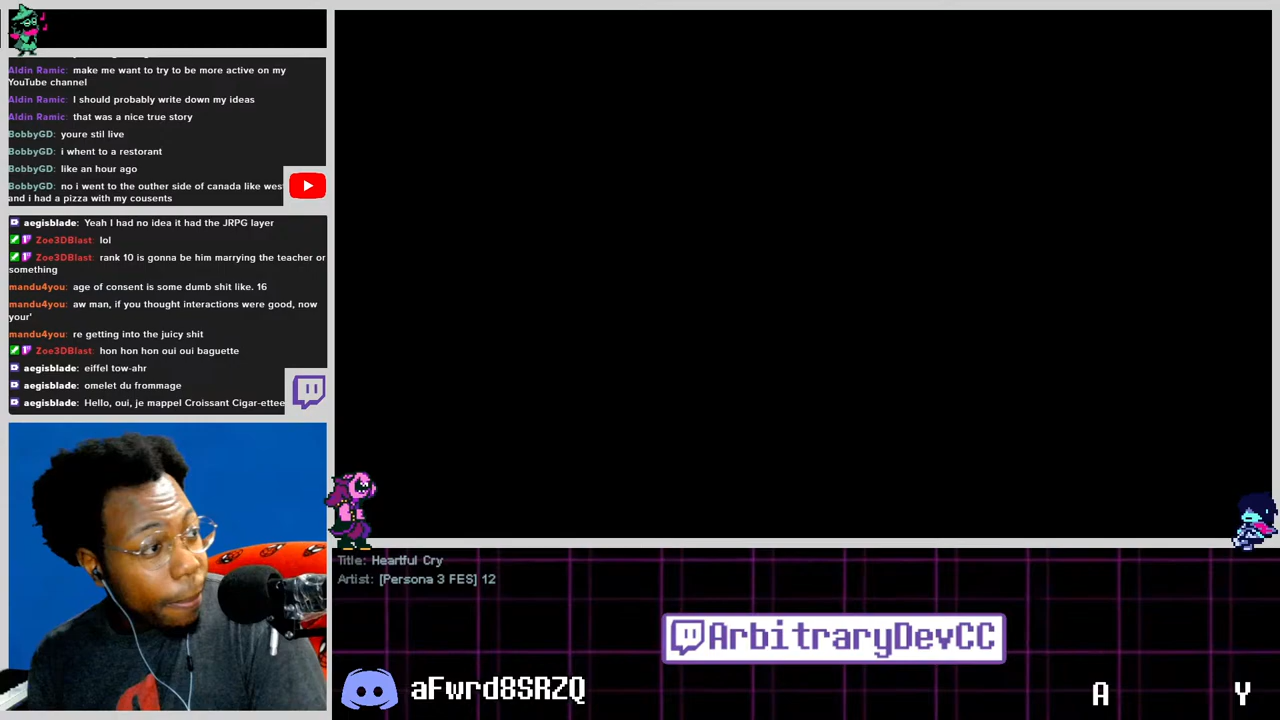 Aldin Ramic: make me want to try to be more active on my
YouTube channel
Aldin Ramic: I should probably write down my ideas
Aldin Ramic: that was a nice true story
BobbyGD: youre stil live
BobbyGD: i whent to a restorant
BobbyGD: like an hour ago
BobbyGD: no i went to the outher side of canada like wes
and i had a pizza with my cousents
aegisblade: Yeah I had no idea it had the JRPG layer
Zoe3DBlast: lol
Zoe3DBlast: rank 10 is gonna be him marrying the teacher or
something
mandu4you: age of consent is some dumb shit like. 16
mandu4you: aw man, if you thought interactions were good, now
your'
mandu4you: re getting into the juicy shit
Zoe3DBlast: hon hon hon oui oui baguette
aegisblade: eiffel tow-ahr
aegisblade: omelet du frommage
aegisblade: Hello, oui, je mappel Croissant Cigar-ettee
Title: Heartful Cry
Artist: [Persona 3 FES] 12
ArbitraryDevCC
aFwrd8SRZQ
A Y